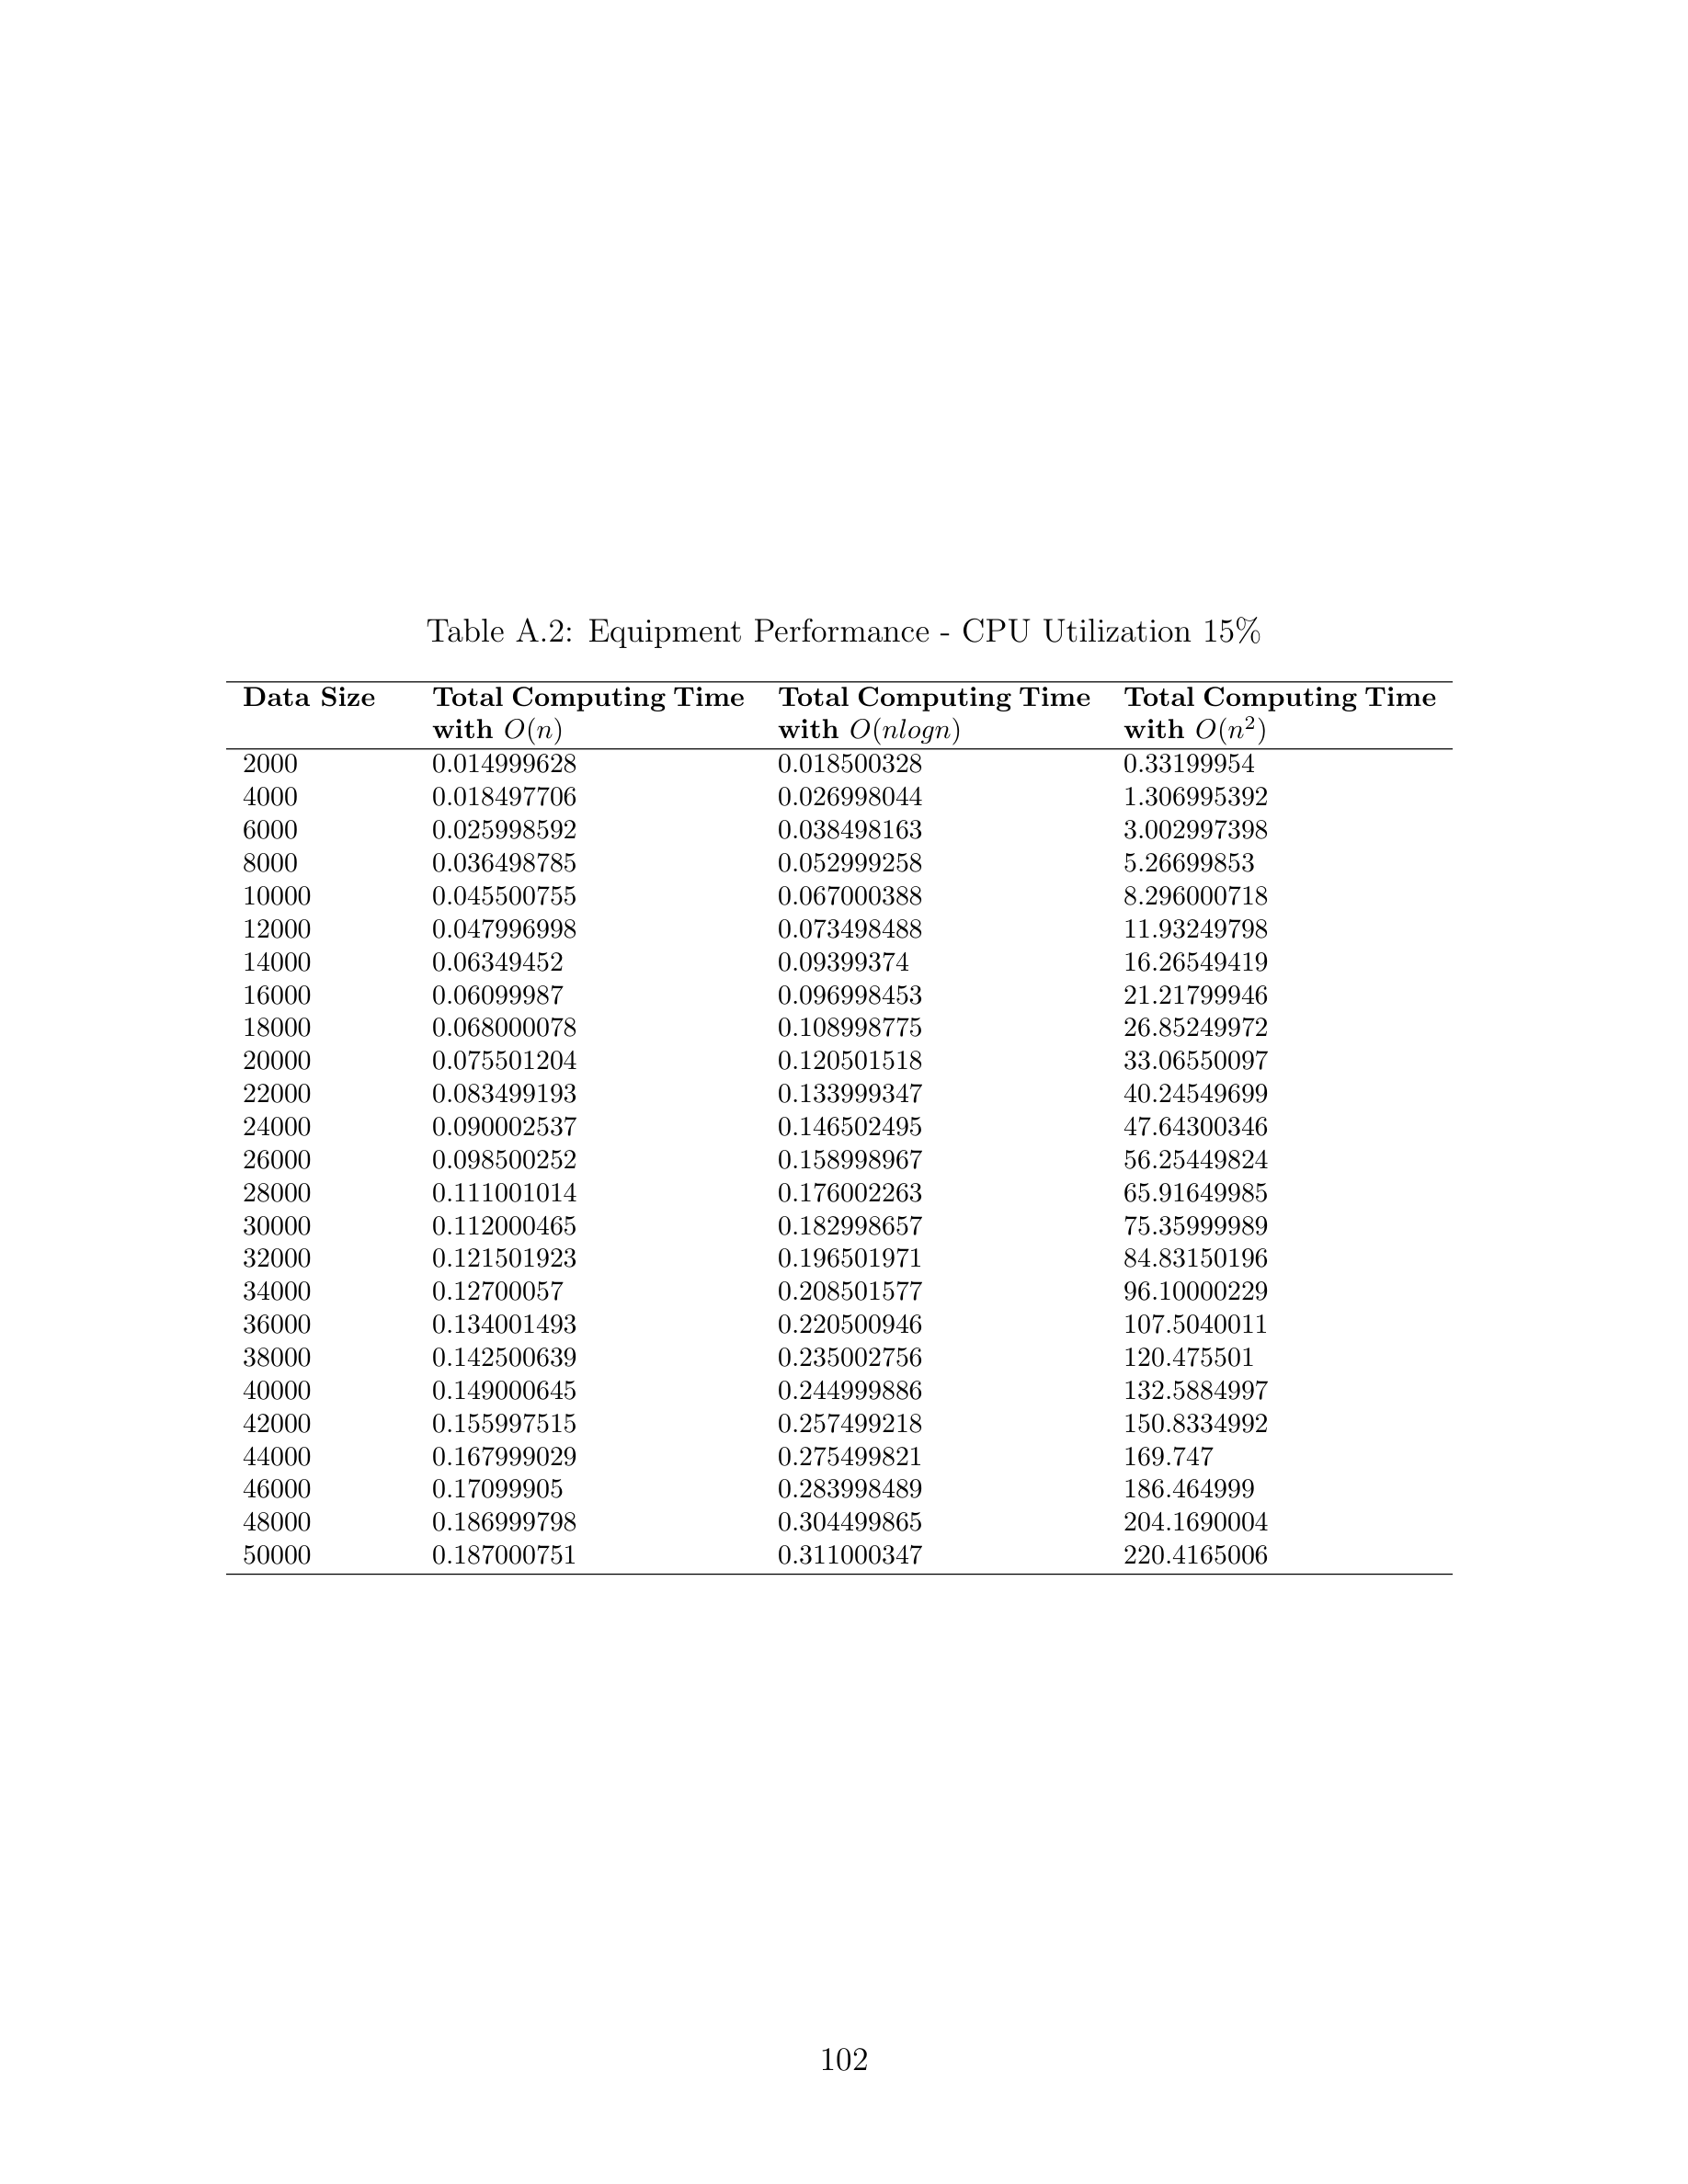 Table A.2: Equipment Performance - CPU Utilization 15%
Data Size Total Computing Time Total Computing Time Total Computing Time
with O(n) with O(nlogn) with O(n²)
2000 0.014999628 0.018500328 0.33199954
4000 0.018497706 0.026998044 1.306995392
6000 0.025998592 0.038498163 3.002997398
8000 0.036498785 0.052999258 5.26699853
10000 0.045500755 0.067000388 8.296000718
12000 0.047996998 0.073498488 11.93249798
14000 0.06349452 0.09399374 16.26549419
16000 0.06099987 0.096998453 21.21799946
18000 0.068000078 0.108998775 26.85249972
20000 0.075501204 0.120501518 33.06550097
22000 0.083499193 0.133999347 40.24549699
24000 0.090002537 0.146502495 47.64300346
26000 0.098500252 0.158998967 56.25449824
28000 0.111001014 0.176002263 65.91649985
30000 0.112000465 0.182998657 75.35999989
32000 0.121501923 0.196501971 84.83150196
34000 0.12700057 0.208501577 96.10000229
36000 0.134001493 0.220500946 107.5040011
38000 0.142500639 0.235002756 120.475501
40000 0.149000645 0.244999886 132.5884997
42000 0.155997515 0.257499218 150.8334992
44000 0.167999029 0.275499821 169.747
46000 0.17099905 0.283998489 186.464999
48000 0.186999798 0.304499865 204.1690004
50000 0.187000751 0.311000347 220.4165006
102